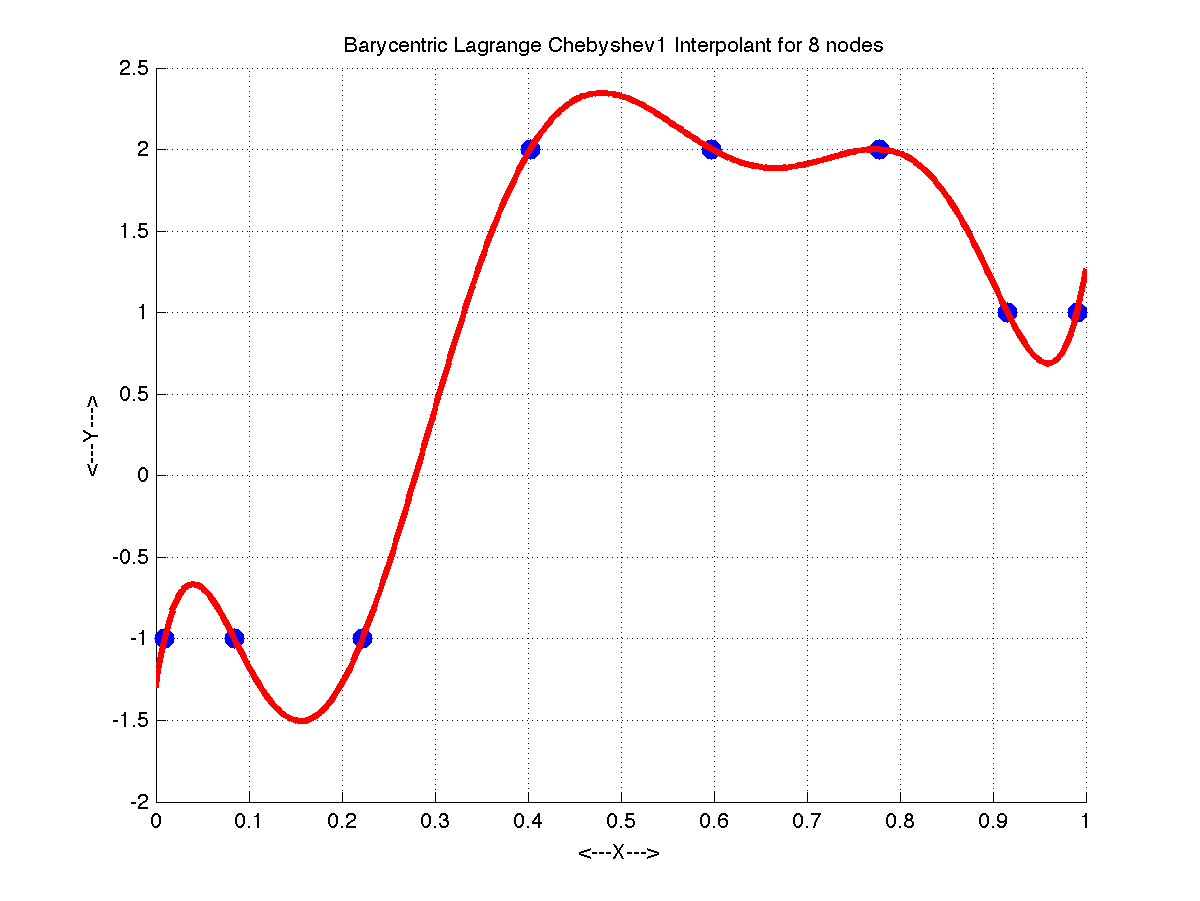 Barycentric Lagrange Chebyshev1 Interpolant for 8 nodes
2.5
2
1.5
1
0.5
0
-0.5
-1
-1.5
-2
<---Y--->
0 0.1 0.2 0.3 0.4 0.5 0.6 0.7 0.8 0.9 1
<---X--->